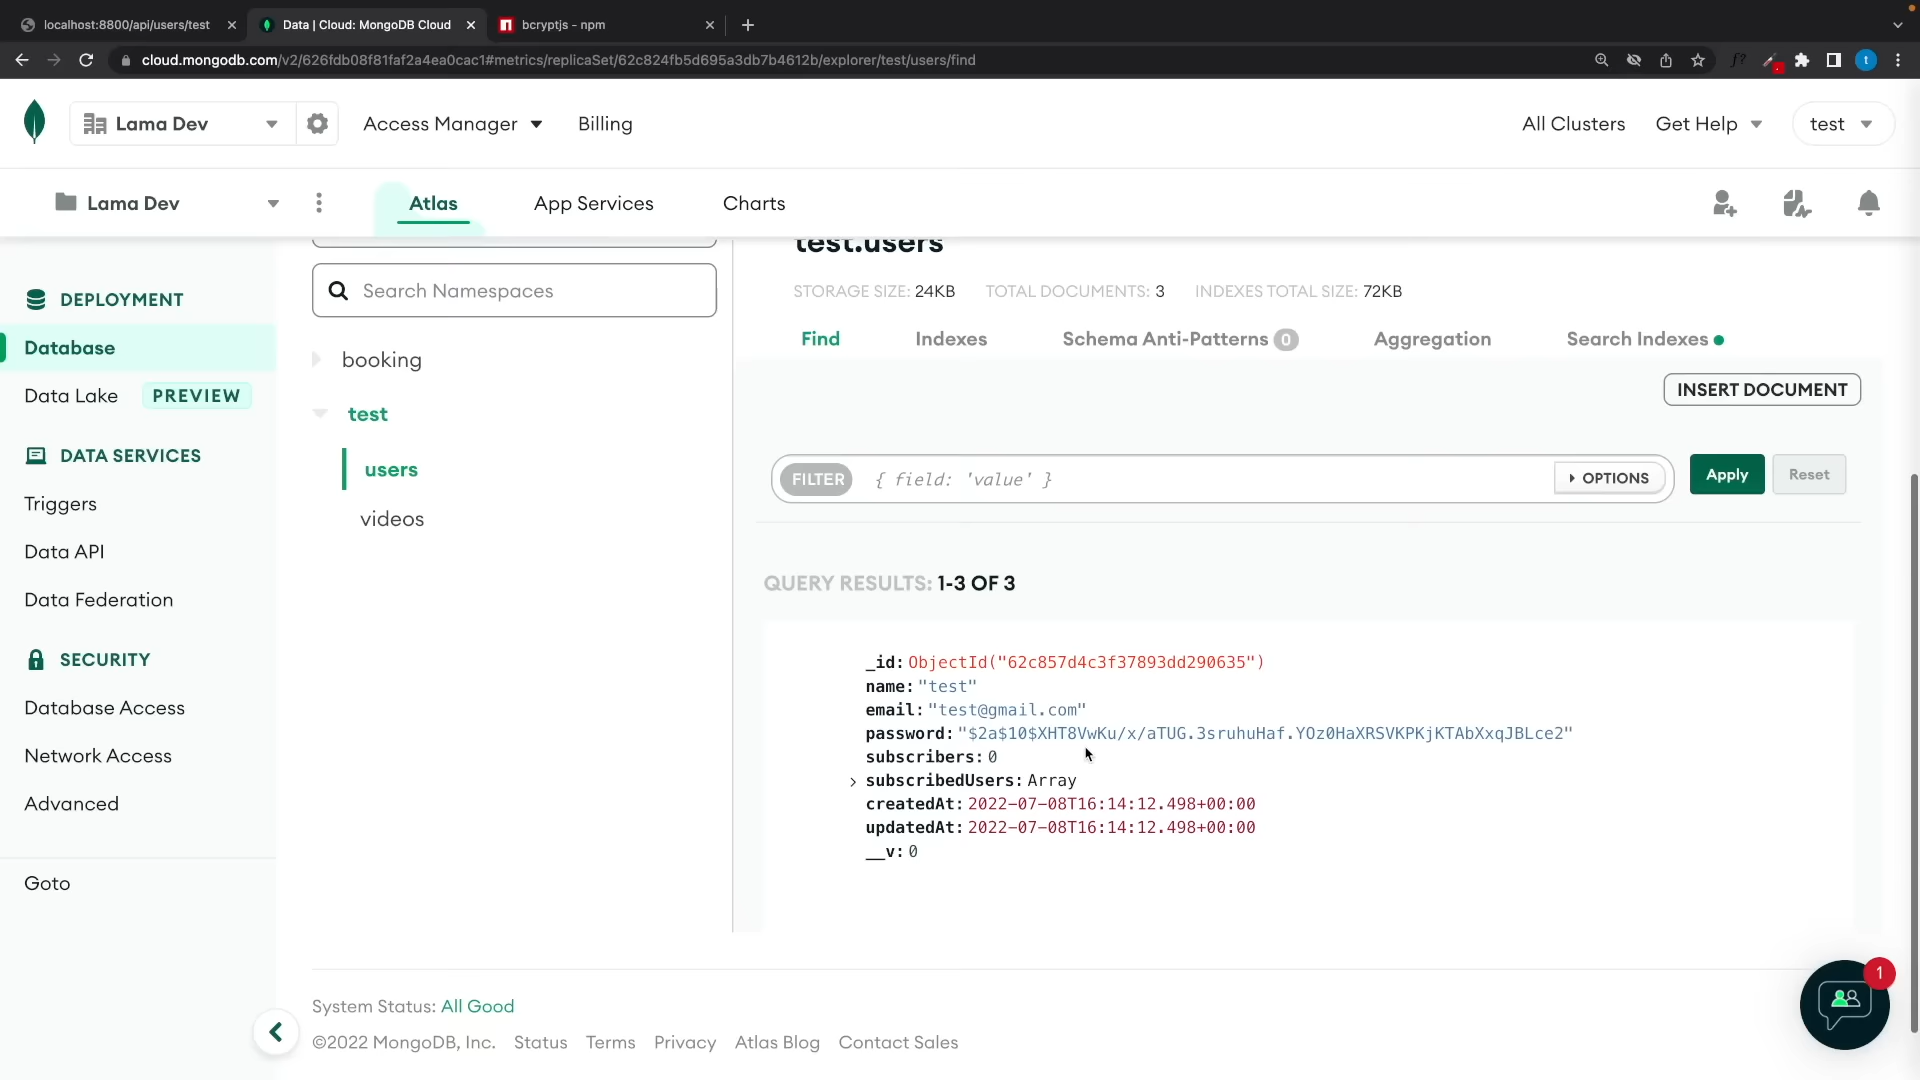 localhost:8800/api/users/test
Data | Cloud: MongoDB Cloud
bcryptjs - npm
cloud.mongodb.com/v2/626fdb08f81faf2a4ea0cac1#metrics/replicaSet/62c824fb5d695a3db7b4612b/explorer/test/users/find
f?
t
Lama Dev
Access Manager
Billing
All Clusters
Get Help
test
Lama Dev
Atlas
App Services
Charts
DEPLOYMENT
Database
Data Lake PREVIEW
DATA SERVICES
Triggers
Data API
Data Federation
SECURITY
Database Access
Network Access
Advanced
Goto
Search Namespaces
booking
test
users
videos
test.users
STORAGE SIZE: 24KB TOTAL DOCUMENTS: 3 INDEXES TOTAL SIZE: 72KB
Find Indexes Schema Anti-Patterns 0 Aggregation Search Indexes
INSERT DOCUMENT
FILTER { field: 'value' } OPTIONS Apply Reset
QUERY RESULTS: 1-3 OF 3
_id: ObjectId("62c857d4c3f37893dd290635")
name: "test"
email: "test@gmail.com"
password: "$2a$10$XHT8VwKu/x/aTUG.3sruhuHaf.YOz0HaXRSVKPKjKTAbXxqJBLce2"
subscribers: 0
subscribedUsers: Array
createdAt: 2022-07-08T16:14:12.498+00:00
updatedAt: 2022-07-08T16:14:12.498+00:00
__v: 0
System Status: All Good
©2022 MongoDB, Inc. Status Terms Privacy Atlas Blog Contact Sales
1